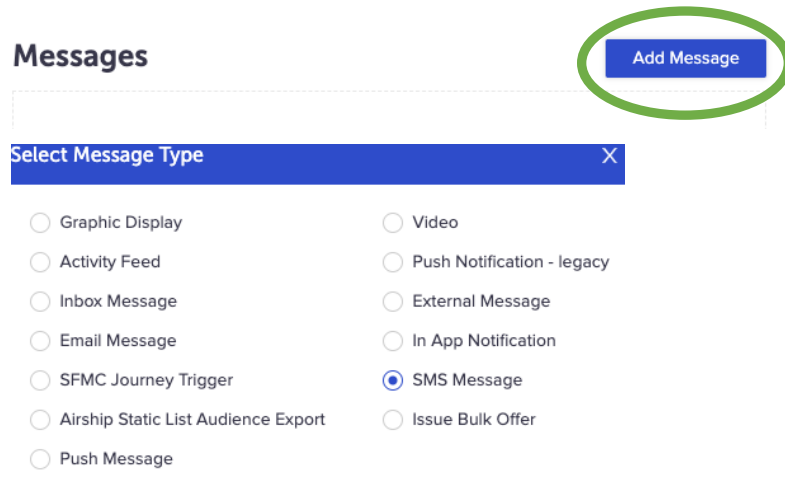 Messages
Add Message
Select Message Type
X
Graphic Display
Video
Activity Feed
Push Notification - legacy
Inbox Message
External Message
Email Message
In App Notification
SFMC Journey Trigger
SMS Message
Airship Static List Audience Export
Issue Bulk Offer
Push Message